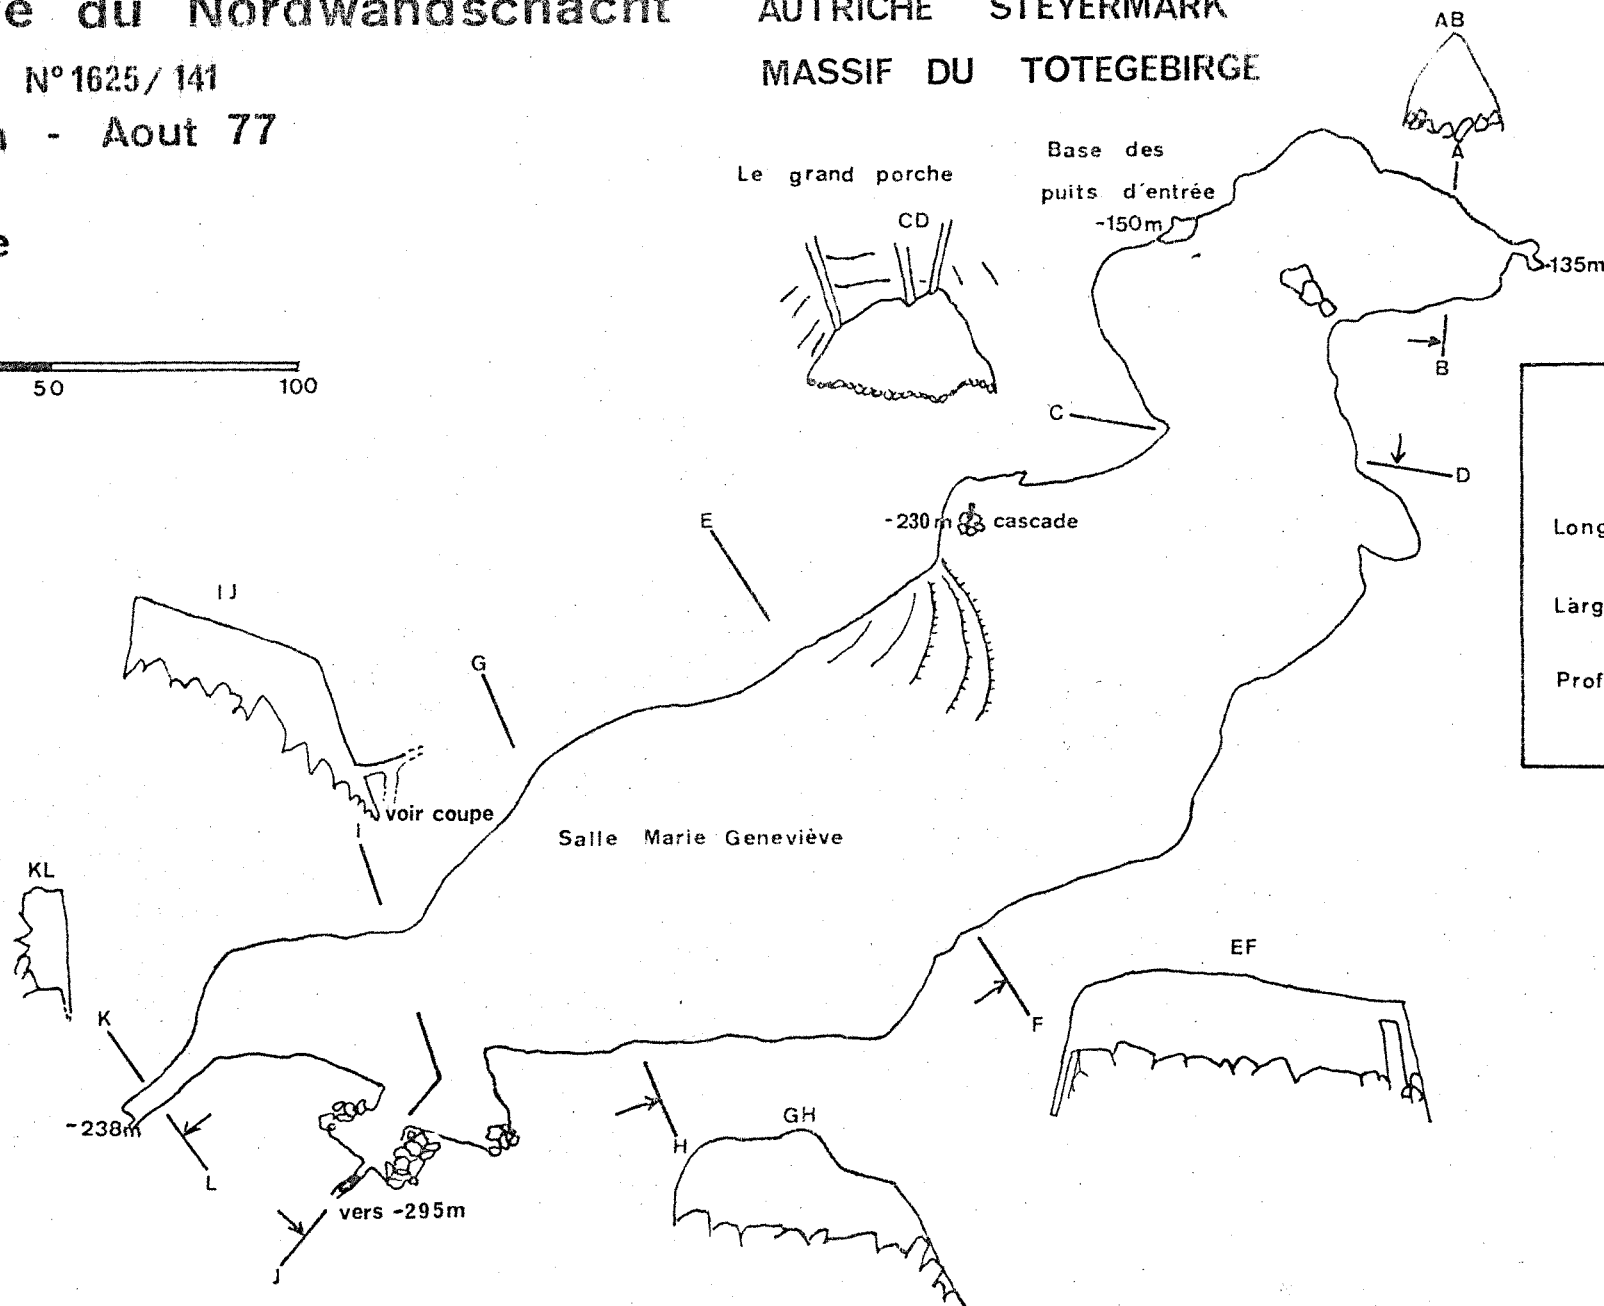 du Nordwandschacht
AUTRICHE STEYERMARK
N° 1625/141
MASSIF DU TOTEGEBIRGE
- Aout 77
AB
A
Base des
puits d'entrée
-150m
Le grand porche
CD
-135m
50 100
B
C
D
E
-230m cascade
Long
Larg
Prof
IJ
G
voir coupe
I
Salle Marie Geneviève
KL
EF
K
F
-238m
GH
H
L
vers -295m
J